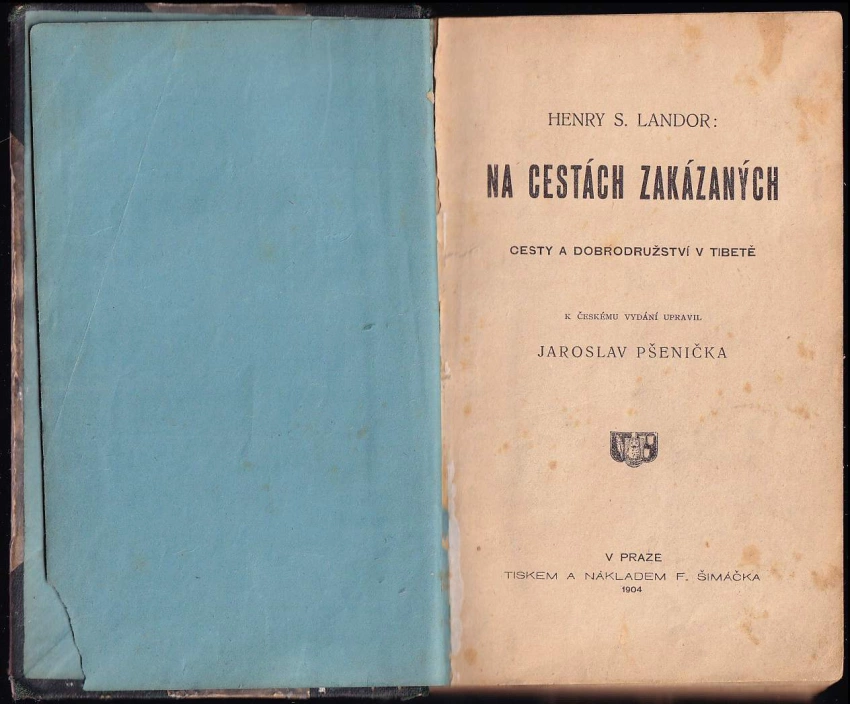 HENRY S. LANDOR:
NA CESTÁCH ZAKÁZANÝCH
CESTY A DOBRODRUŽSTVÍ V TIBETĚ
K ČESKÉMU VYDÁNÍ UPRAVIL
JAROSLAV PŠENIČKA
V PRAZE
TISKEM A NÁKLADEM F. ŠIMÁČKA
1904